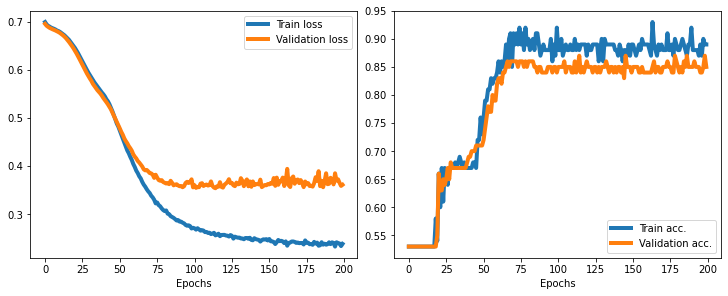 0.7
0.6
0.5
0.4
0.3
0 25 50 75 100 125 150 175 200
Epochs
Train loss
Validation loss
0.95
0.90
0.85
0.80
0.75
0.70
0.65
0.60
0.55
0 25 50 75 100 125 150 175 200
Epochs
Train acc.
Validation acc.